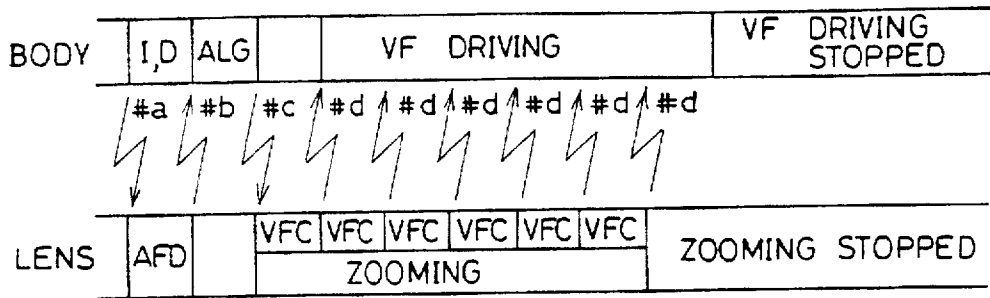 BODY I,D ALG VF DRIVING VF DRIVING STOPPED
#a #b #c #d #d #d #d #d #d
LENS AFD VFC VFC VFC VFC VFC VFC ZOOMING ZOOMING STOPPED